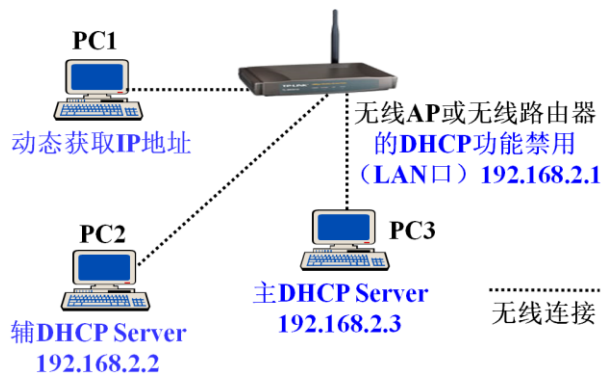 PC1
动态获取IP地址
TP-LINK
无线AP或无线路由器
的DHCP功能禁用
（LAN口）192.168.2.1
PC2
辅DHCP Server
192.168.2.2
PC3
主DHCP Server
192.168.2.3
无线连接